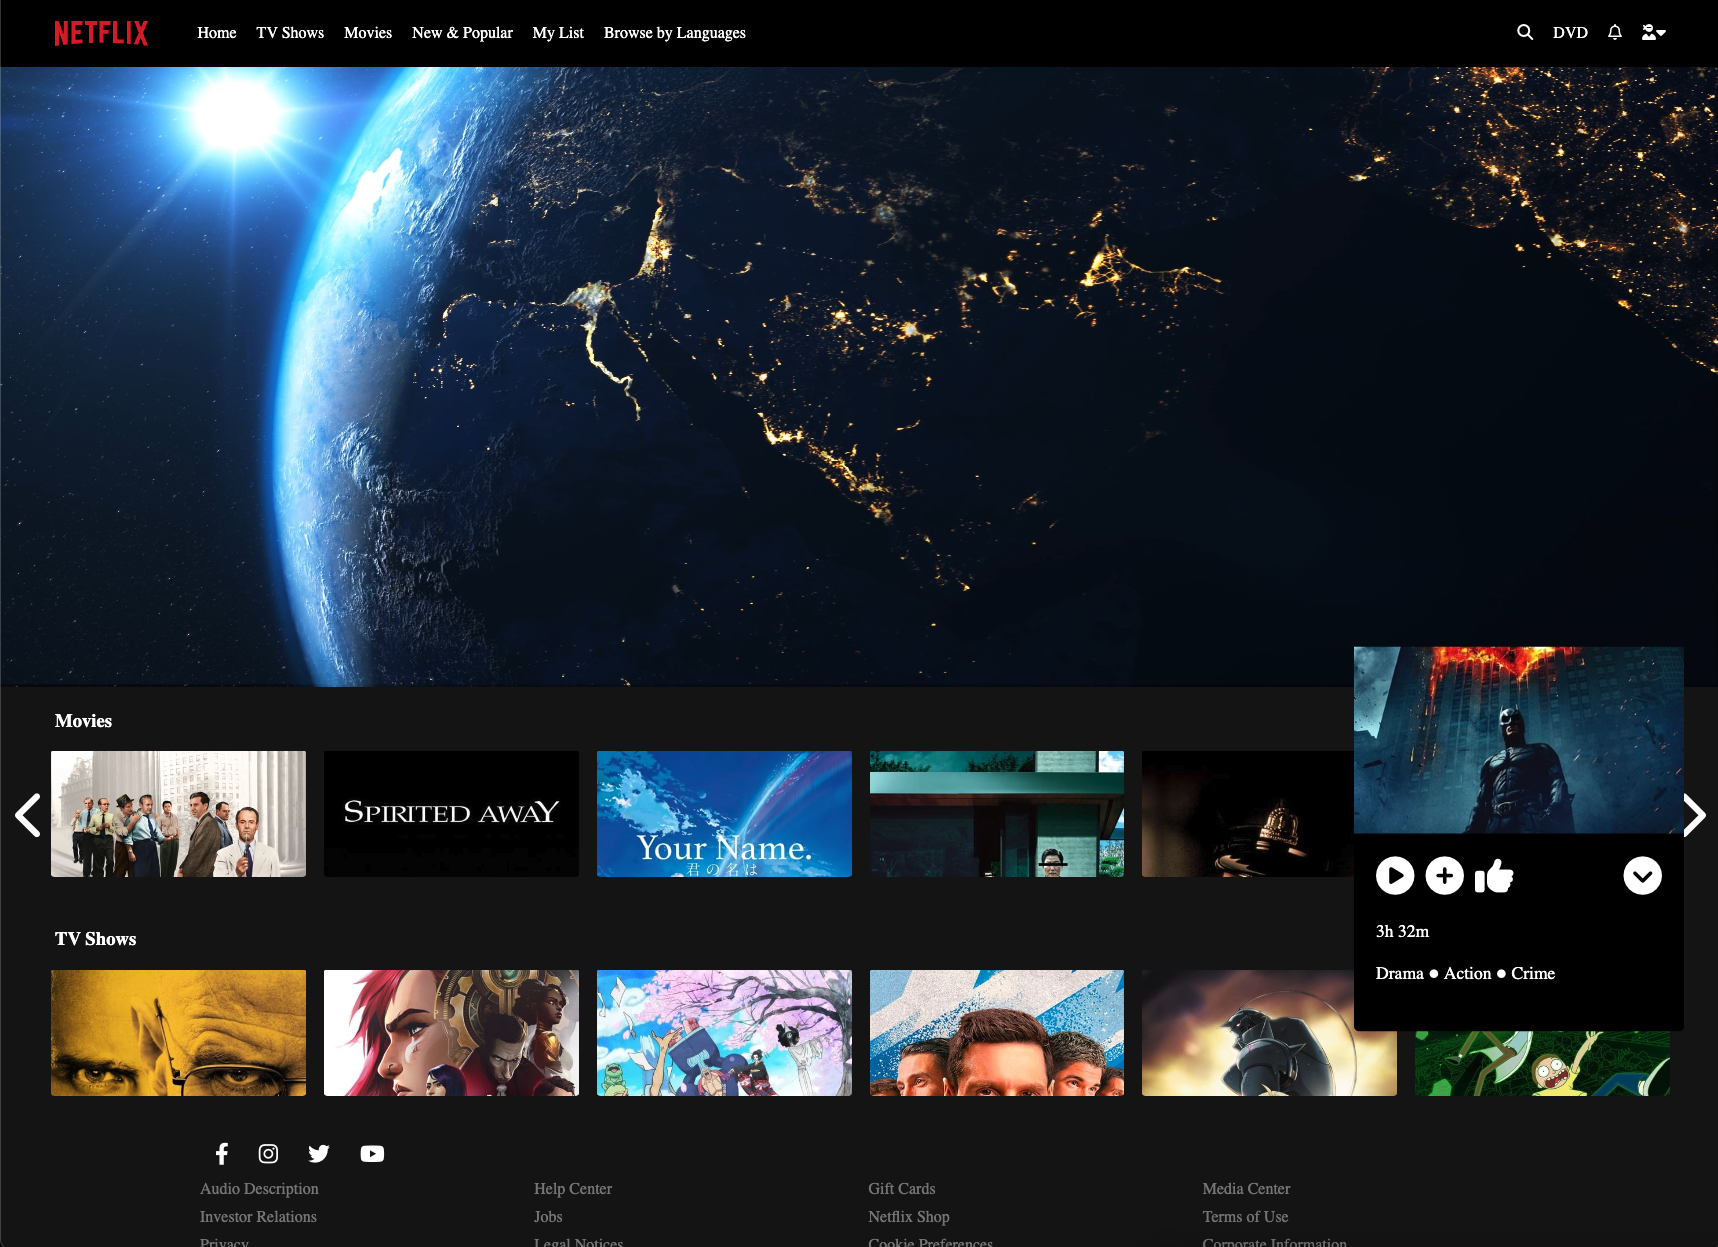 NETFLIX Home TV Shows Movies New & Popular My List Browse by Languages DVD
Movies
SPIRITED AWAY
Your Name.
君の名は
3h 32m
Drama ● Action ● Crime
TV Shows
Audio Description Help Center Gift Cards Media Center
Investor Relations Jobs Netflix Shop Terms of Use
Privacy Legal Notices Cookie Preferences Corporate Information